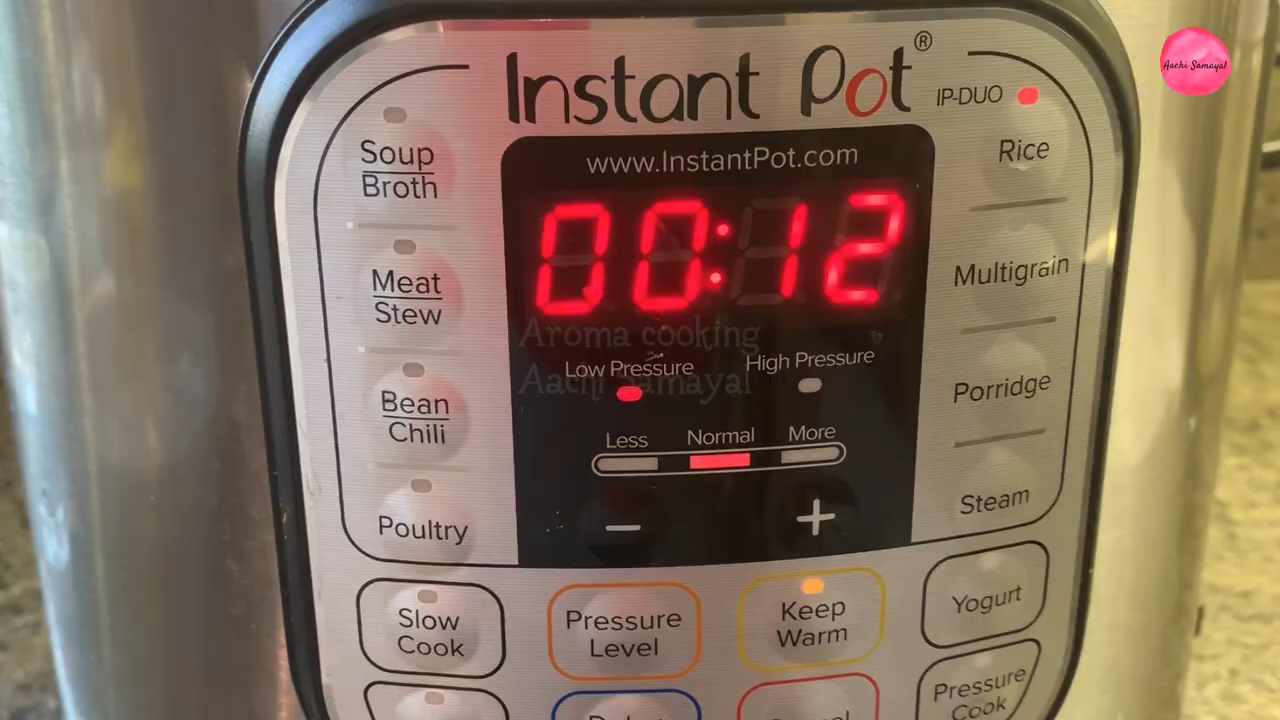 Instant Pot®
IP-DUO
www.InstantPot.com
00:12
Aachi Samayal
Soup
Broth
Meat
Stew
Bean
Chili
Poultry
Rice
Multigrain
Porridge
Steam
Aroma cooking
Aachi Samayal
Low Pressure
High Pressure
Less
Normal
More
−
+
Slow
Cook
Pressure
Level
Keep
Warm
Yogurt
Pressure
Cook